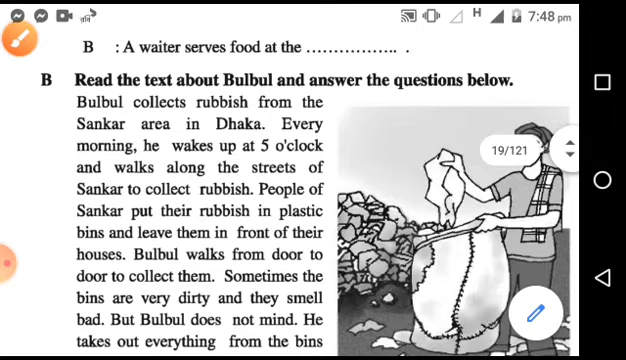 H 7:48 pm
B : A waiter serves food at the ................. .
B Read the text about Bulbul and answer the questions below.
Bulbul collects rubbish from the
Sankar area in Dhaka. Every
morning, he wakes up at 5 o'clock
and walks along the streets of
Sankar to collect rubbish. People of
Sankar put their rubbish in plastic
bins and leave them in front of their
houses. Bulbul walks from door to
door to collect them. Sometimes the
bins are very dirty and they smell
bad. But Bulbul does not mind. He
takes out everything from the bins
19/121